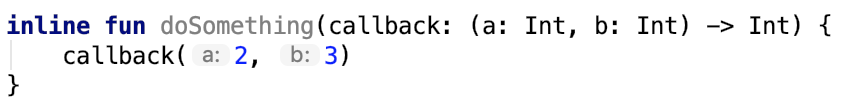 inline fun doSomething(callback: (a: Int, b: Int) -> Int) {
    callback( a: 2, b: 3)
}